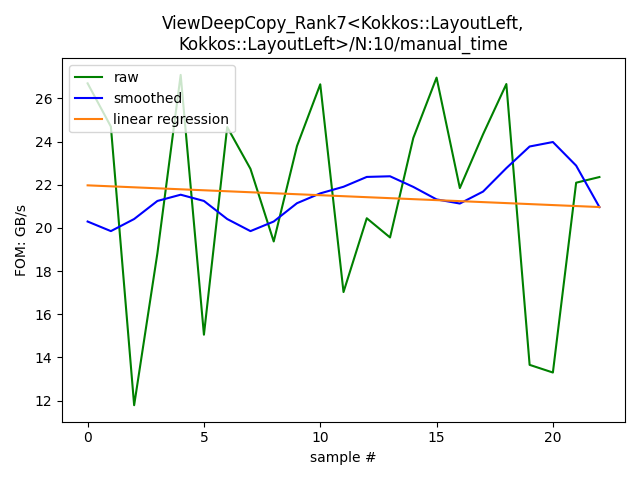 ViewDeepCopy_Rank7<Kokkos::LayoutLeft,
Kokkos::LayoutLeft>/N:10/manual_time
raw
smoothed
linear regression
FOM: GB/s
26
24
22
20
18
16
14
12
0
5
10
15
20
sample #